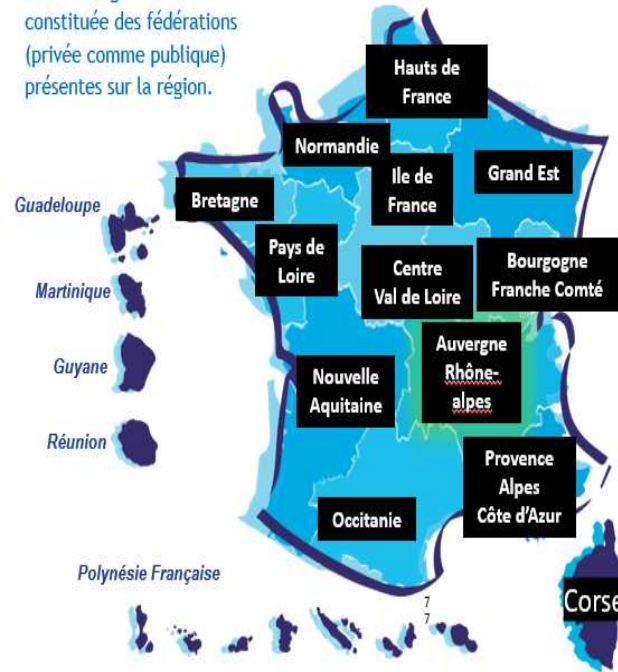 constituée des fédérations
(privée comme publique)
présentes sur la région.
Hauts de
France
Normandie
Ile de
France
Grand Est
Bretagne
Guadeloupe
Pays de
Loire
Centre
Val de Loire
Bourgogne
Franche Comté
Martinique
Auvergne
Rhône-
alpes
Guyane
Nouvelle
Aquitaine
Réunion
Provence
Alpes
Côte d'Azur
Occitanie
Polynésie Française
7
7
Corse